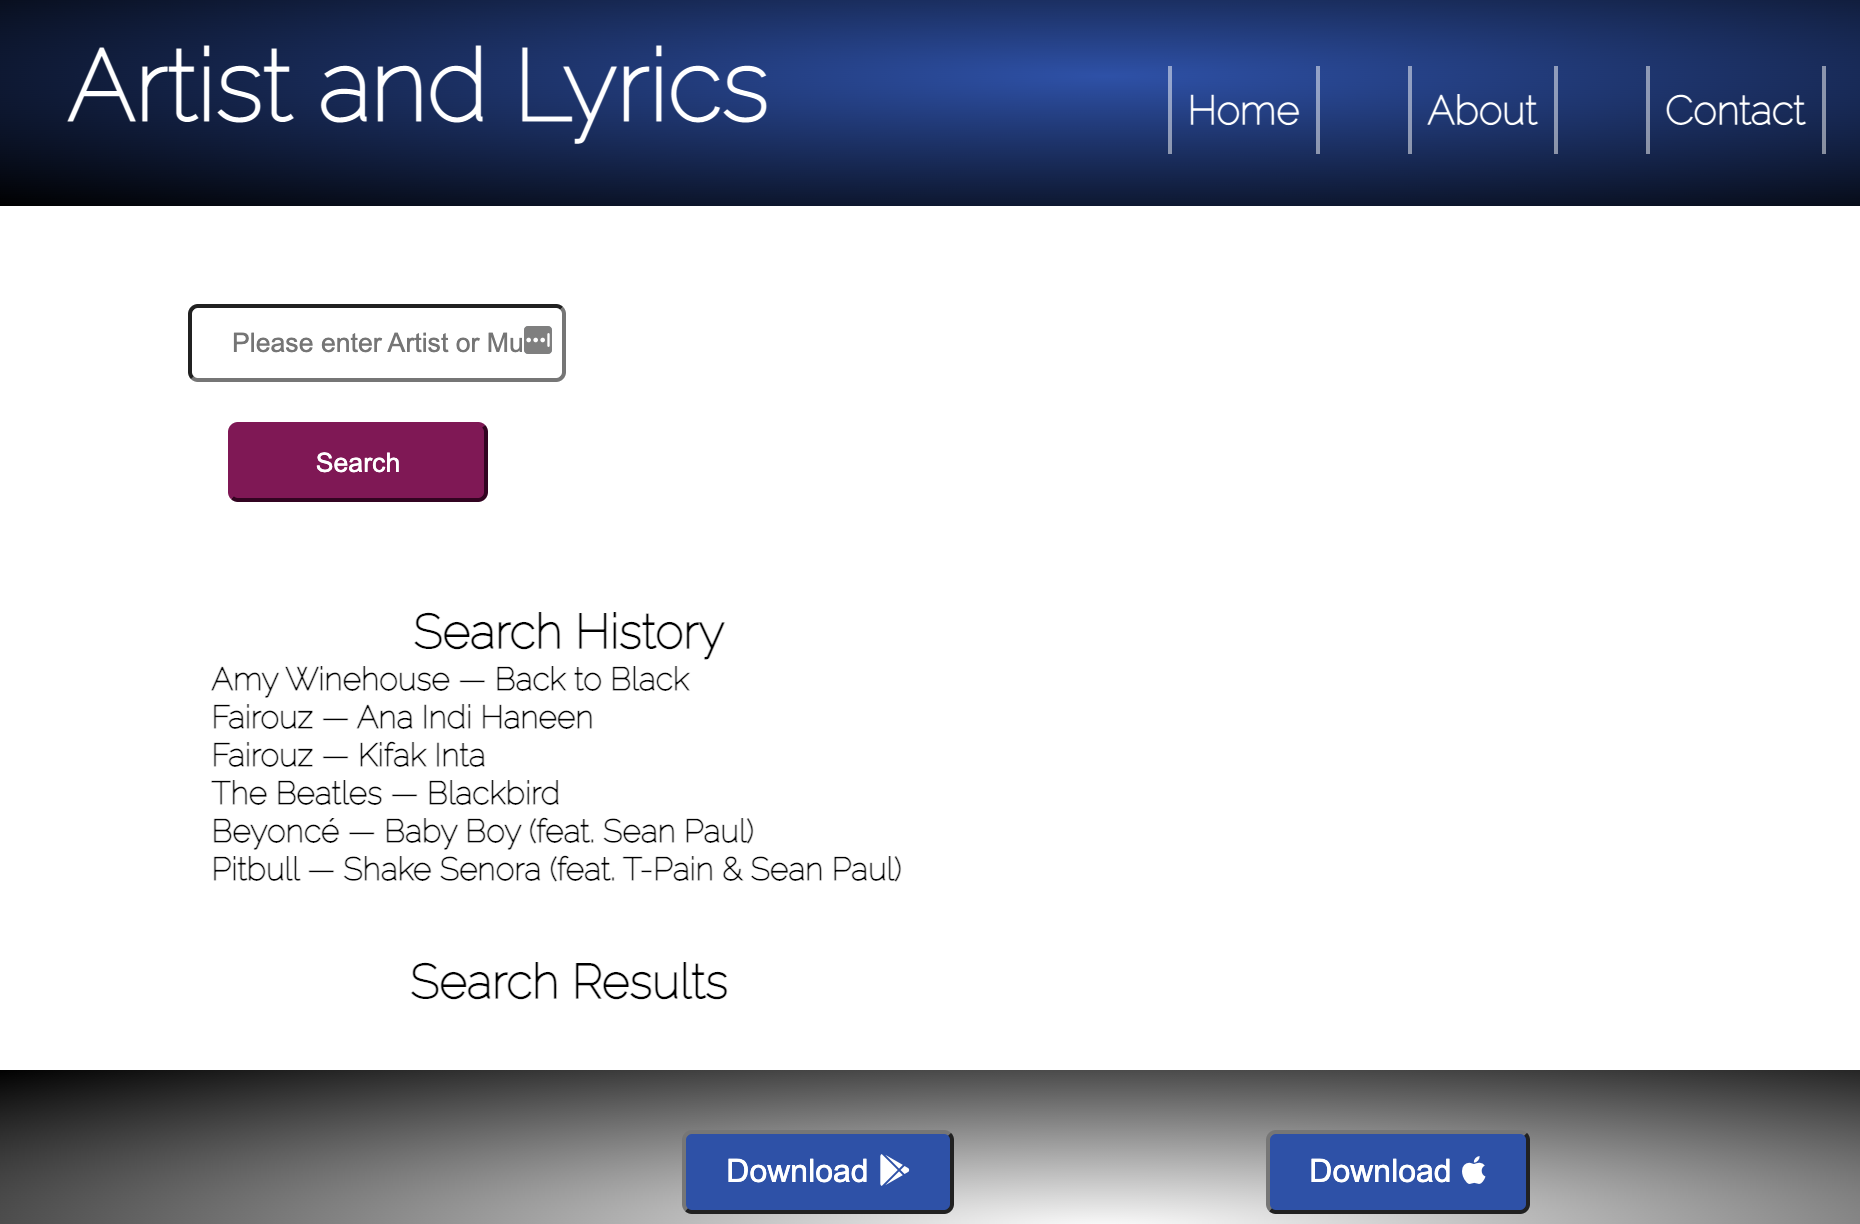 Artist and Lyrics
Home
About
Contact
Please enter Artist or Mu
Search
Search History
Amy Winehouse — Back to Black
Fairouz — Ana Indi Haneen
Fairouz — Kifak Inta
The Beatles — Blackbird
Beyoncé — Baby Boy (feat. Sean Paul)
Pitbull — Shake Senora (feat. T-Pain & Sean Paul)
Search Results
Download
Download